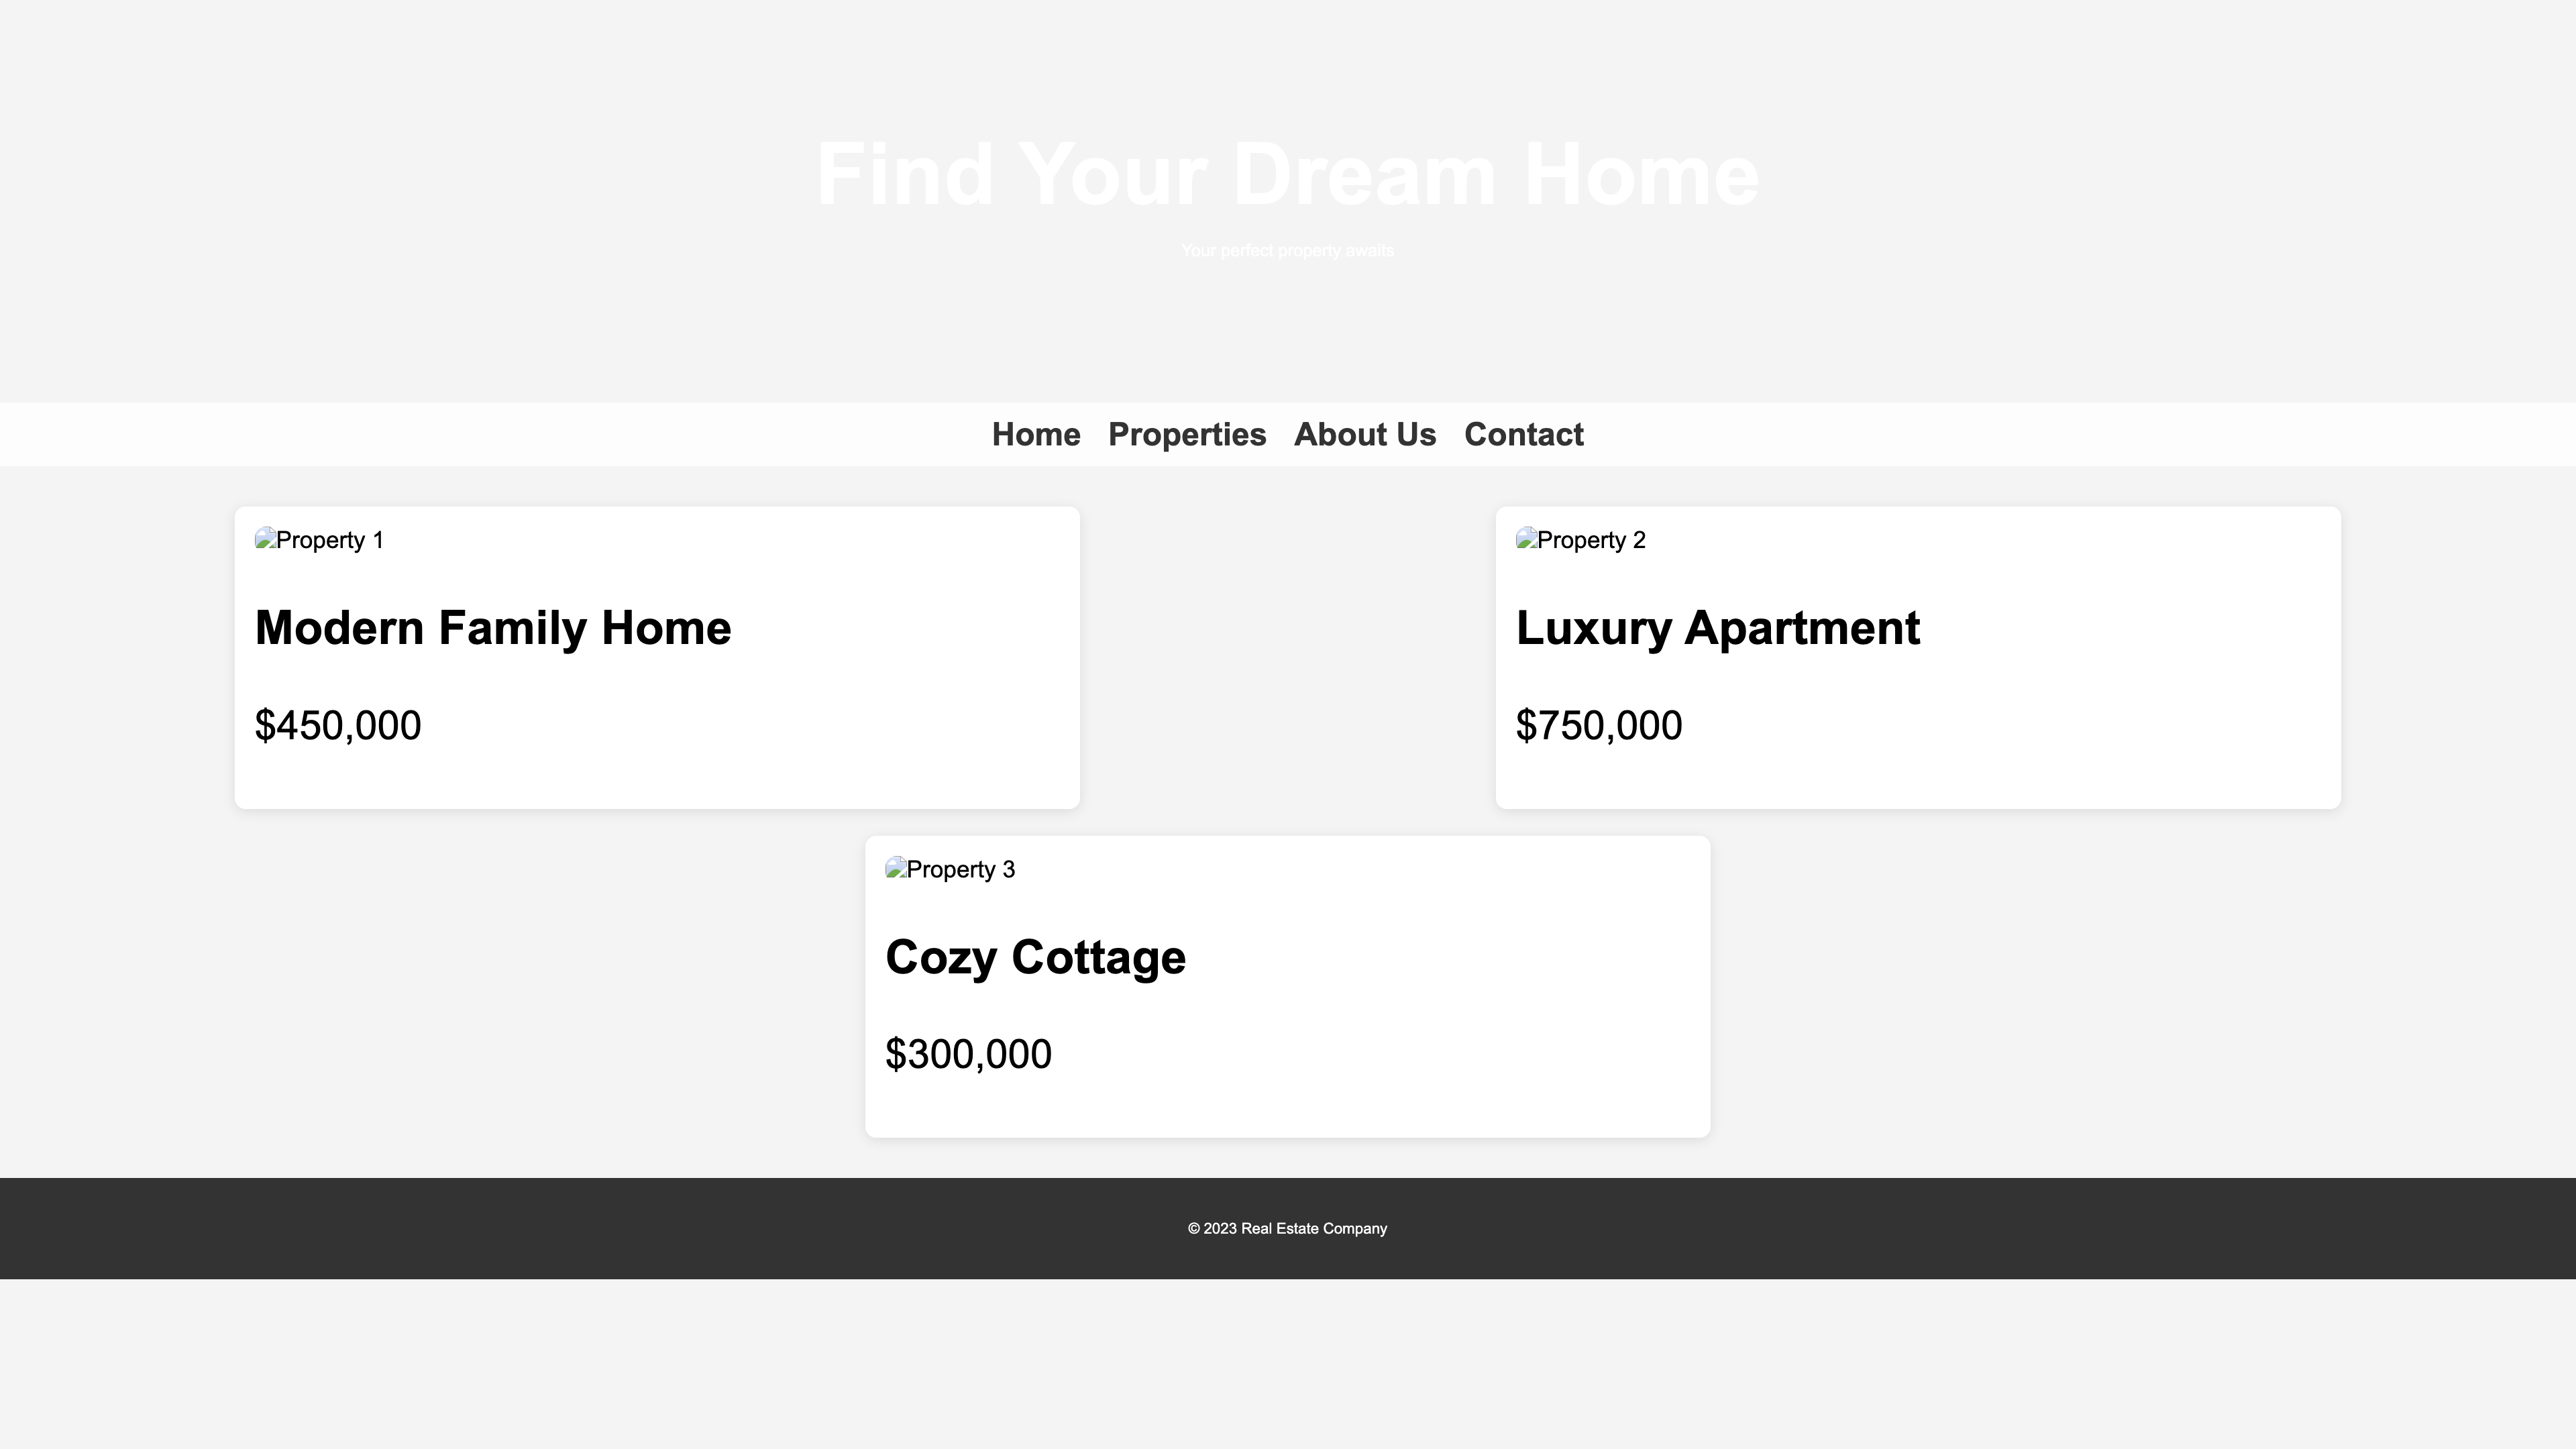 Find Your Dream Home
Your perfect property awaits
Home Properties About Us Contact
Property 1
Modern Family Home
$450,000
Property 2
Luxury Apartment
$750,000
Property 3
Cozy Cottage
$300,000
© 2023 Real Estate Company